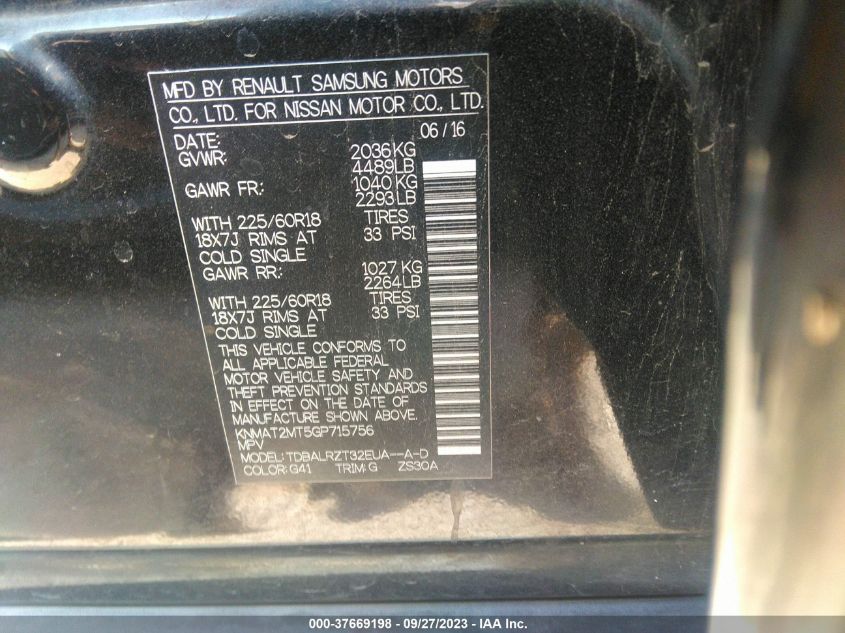 MFD BY RENAULT SAMSUNG MOTORS
CO., LTD. FOR NISSAN MOTOR CO., LTD.
DATE: 06/16
GVWR: 2036KG
4489LB
GAWR FR: 1040KG
2293LB
WITH 225/60R18 TIRES
18X7J RIMS AT 33 PSI
COLD SINGLE
GAWR RR: 1027KG
2264LB
WITH 225/60R18 TIRES
18X7J RIMS AT 33 PSI
COLD SINGLE
THIS VEHICLE CONFORMS TO
ALL APPLICABLE FEDERAL
MOTOR VEHICLE SAFETY AND
THEFT PREVENTION STANDARDS
IN EFFECT ON THE DATE OF
MANUFACTURE SHOWN ABOVE.
KNMAT2MT5GP715756
MPV
MODEL: TDBALRZT32EUA--A-D
COLOR: G41 TRIM: G ZS30A
000-37669198 - 09/27/2023 - IAA Inc.